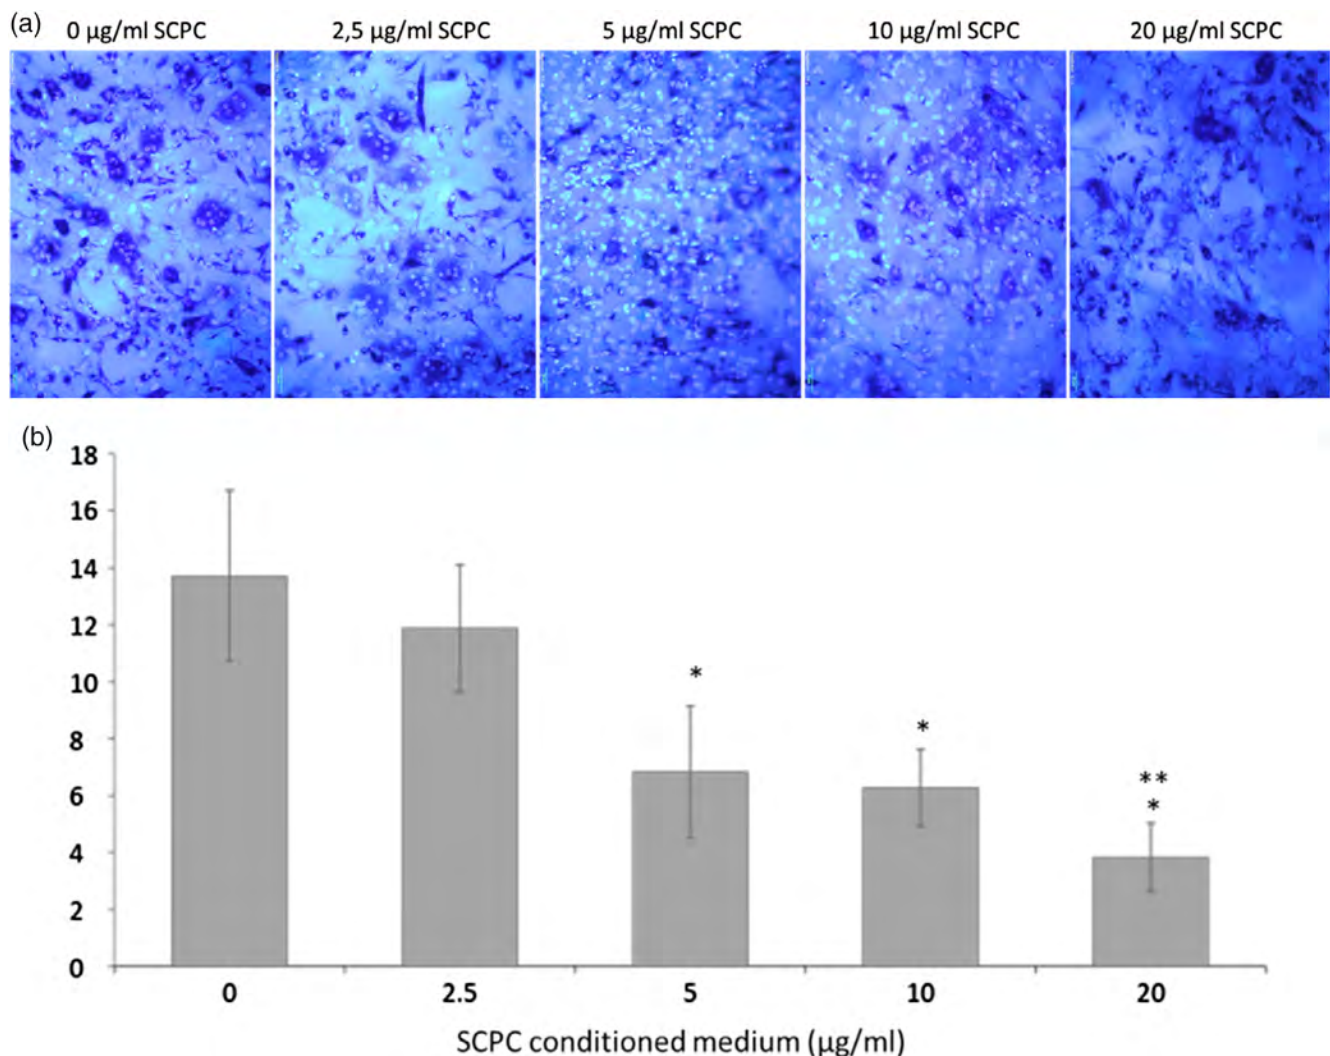 (a)
0 µg/ml SCPC 2,5 µg/ml SCPC 5 µg/ml SCPC 10 µg/ml SCPC 20 µg/ml SCPC
(b)
18
16
14
12
10
8
6
4
2
0
*
*
**
*
0 2.5 5 10 20
SCPC conditioned medium (µg/ml)